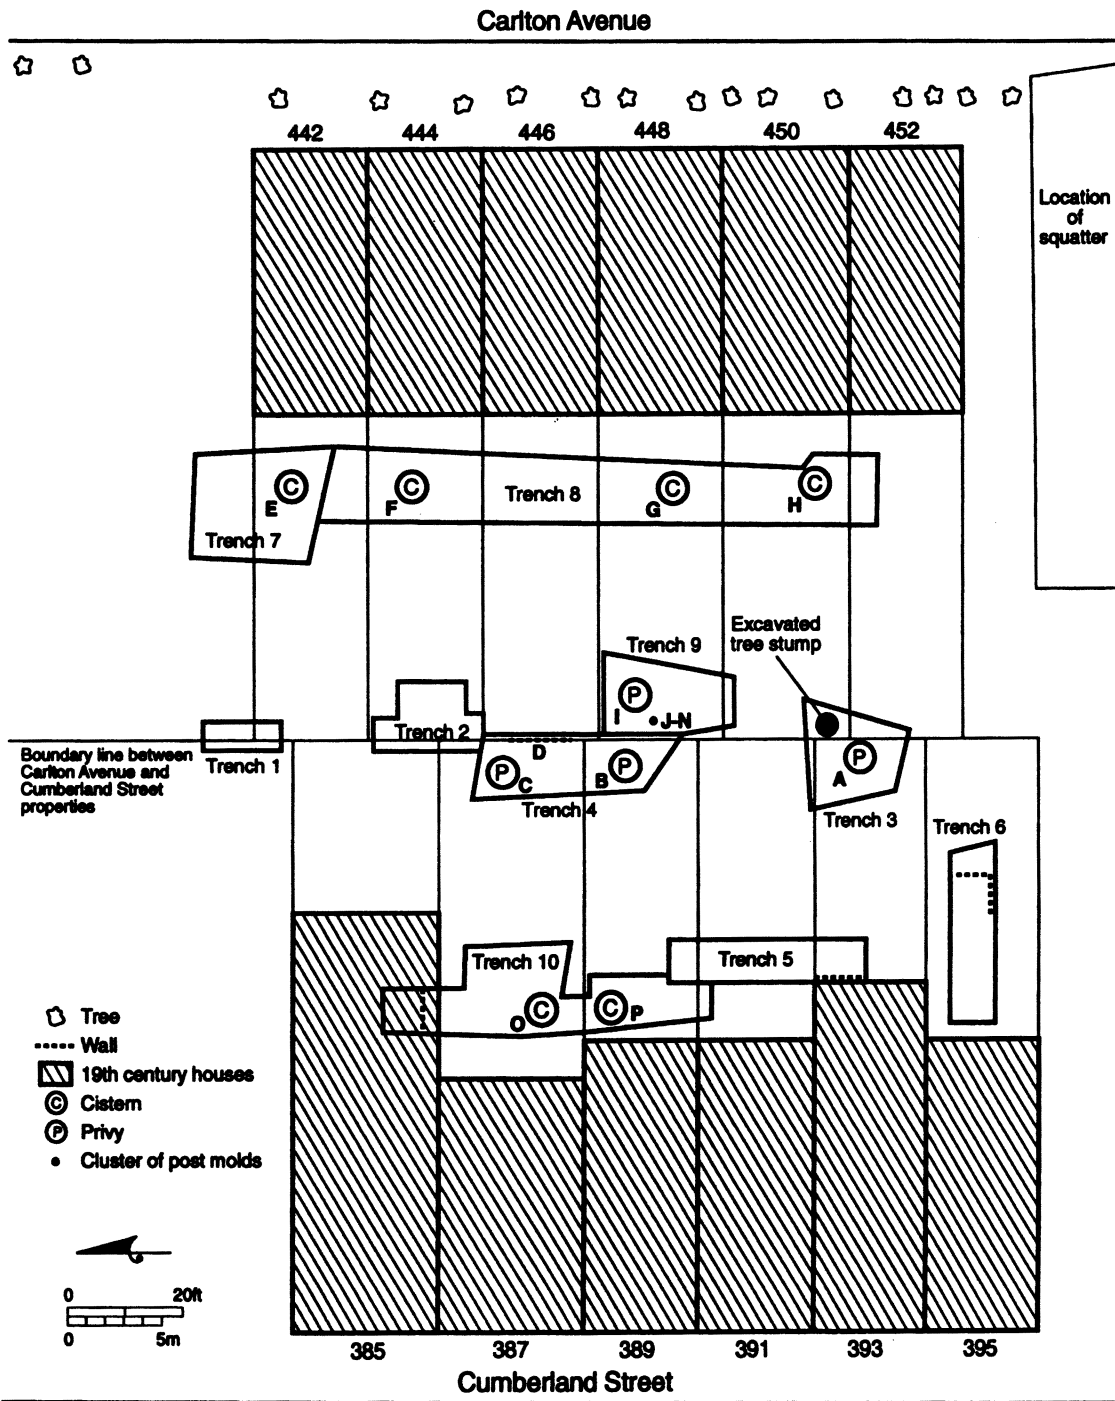 Carlton Avenue
442
444
446
448
450
452
Location
of
squatter
C
E
C
F
Trench 8
C
G
C
H
Trench 7
Excavated
tree stump
Trench 9
P
I
J–N
Trench 2
D
Boundary line between
Carlton Avenue and
Cumberland Street
properties
Trench 1
P
C
P
B
P
A
Trench 4
Trench 3
Trench 6
Trench 10
Trench 5
C
O
C
P
Tree
Wall
19th century houses
C
Cistern
P
Privy
Cluster of post molds
0
20ft
0
5m
385
387
389
391
393
395
Cumberland Street